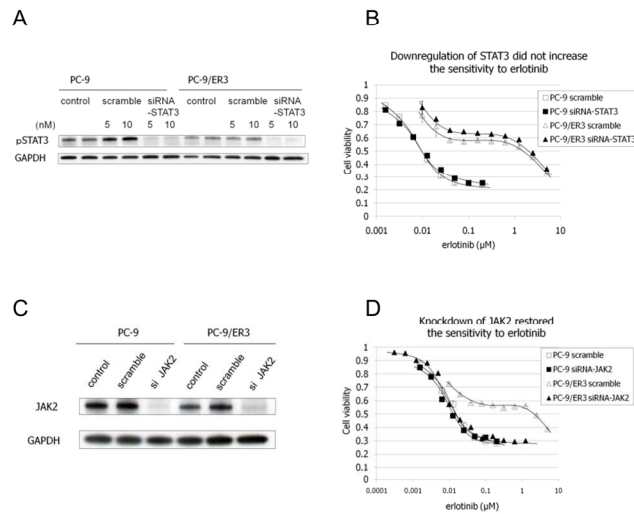 A
PC-9 PC-9/ER3
control scramble siRNA control scramble siRNA
-STAT3 -STAT3
(nM) 5 10 5 10 5 10 5 10
pSTAT3
GAPDH
B
Downregulation of STAT3 did not increase
the sensitivity to erlotinib
Cell viability
1
0.9
0.8
0.7
0.6
0.5
0.4
0.3
0.2
0.1
0
0.001 0.01 0.1 1 10
erlotinib (μM)
PC-9 scramble
PC-9 siRNA-STAT3
PC-9/ER3 scramble
PC-9/ER3 siRNA-STAT3
C
PC-9 PC-9/ER3
control scramble si JAK2 control scramble si JAK2
JAK2
GAPDH
D
Knockdown of JAK2 restored
the sensitivity to erlotinib
Cell viability
1
0.9
0.8
0.7
0.6
0.5
0.4
0.3
0.2
0.1
0
0.0001 0.001 0.01 0.1 1 10
erlotinib (μM)
PC-9 scramble
PC-9 siRNA-JAK2
PC-9/ER3 scramble
PC-9/ER3 siRNA-JAK2